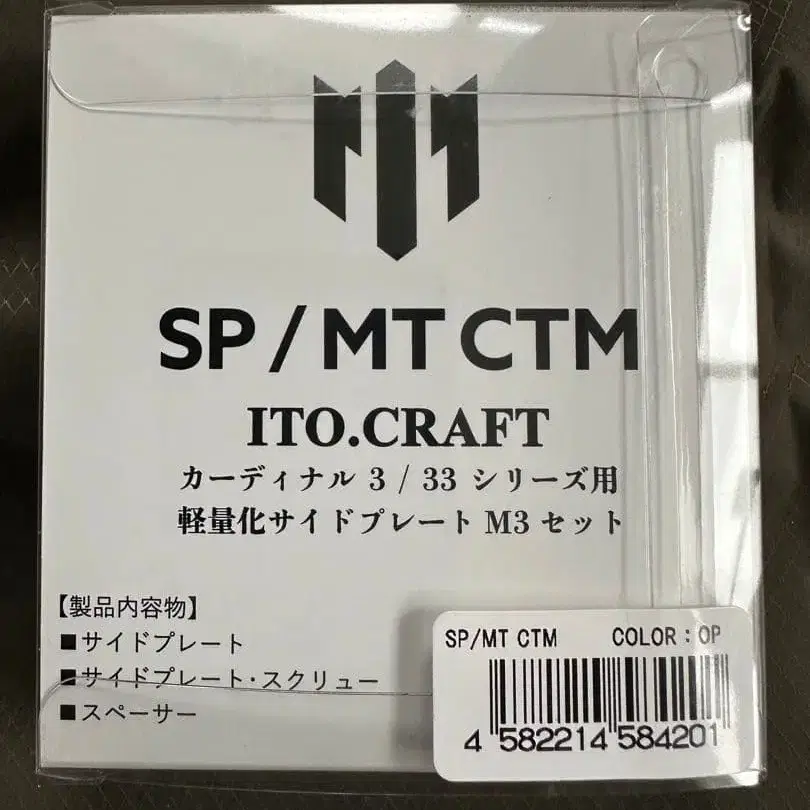 SP / MT CTM
ITO.CRAFT
カーディナル 3 / 33 シリーズ用
軽量化サイドプレート M3 セット
【製品内容物】
■サイドプレート
■サイドプレート・スクリュー
■スペーサー
SP/MT CTM COLOR：OP
4 582214 584201